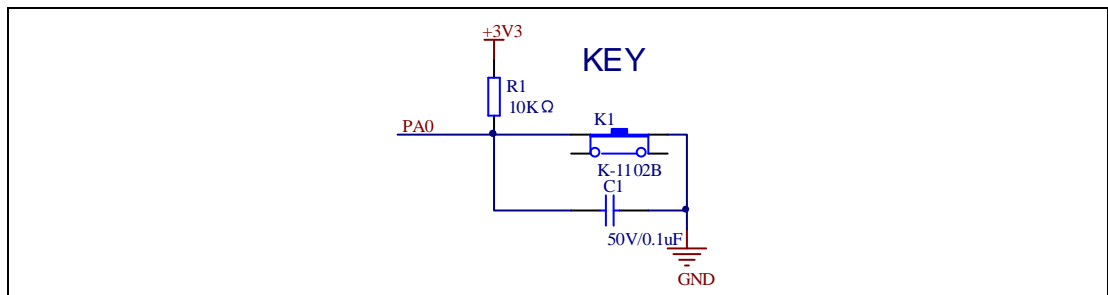 +3V3
KEY
R1
10KΩ
K1
PA0
K-1102B
C1
50V/0.1uF
GND